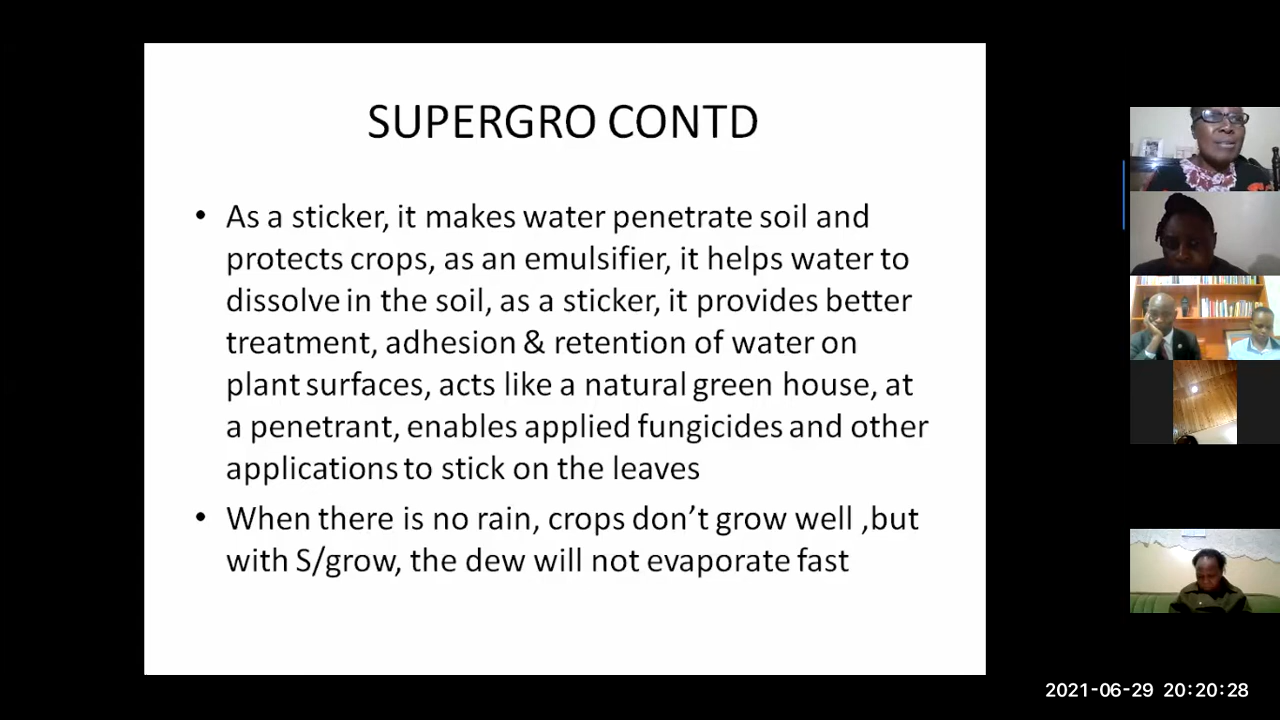 SUPERGRO CONTD
• As a sticker, it makes water penetrate soil and
protects crops, as an emulsifier, it helps water to
dissolve in the soil, as a sticker, it provides better
treatment, adhesion & retention of water on
plant surfaces, acts like a natural green house, at
a penetrant, enables applied fungicides and other
applications to stick on the leaves
• When there is no rain, crops don’t grow well ,but
with S/grow, the dew will not evaporate fast
2021-06-29 20:20:28